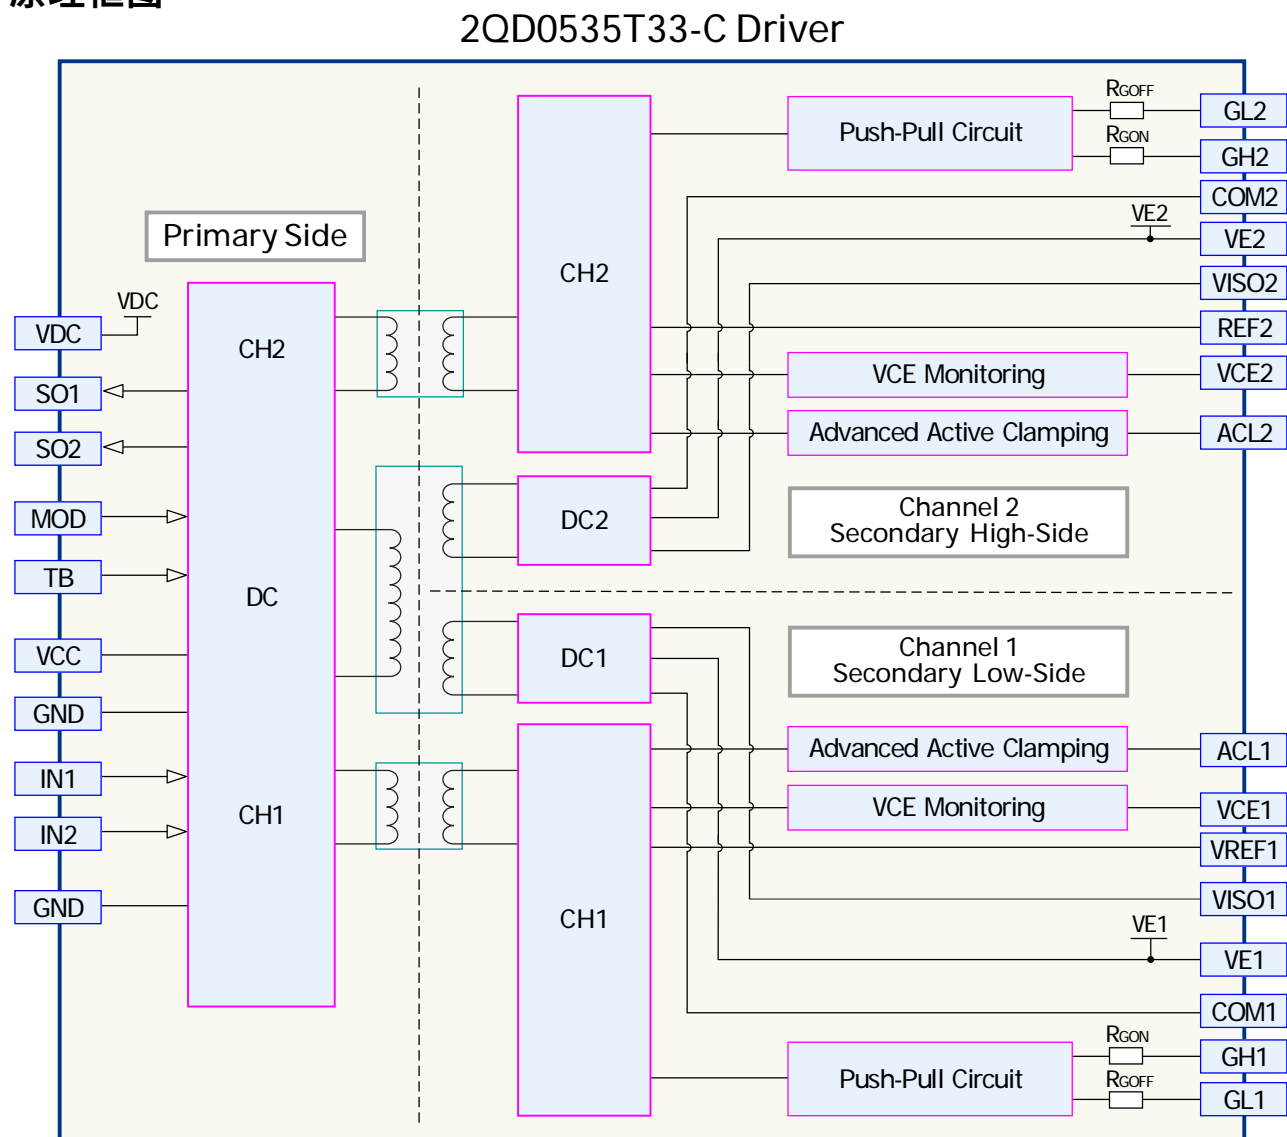 2QD0535T33-C Driver
RGOFF
GL2
Push-Pull Circuit
RGON
GH2
COM2
VE2
VE2
Primary Side
CH2
VISO2
VDC
VDC
REF2
CH2
VCE Monitoring
VCE2
SO1
Advanced Active Clamping
ACL2
SO2
MOD
DC2
Channel 2
Secondary High-Side
TB
DC
VCC
DC1
Channel 1
Secondary Low-Side
GND
Advanced Active Clamping
ACL1
IN1
CH1
VCE Monitoring
VCE1
IN2
VREF1
GND
VISO1
CH1
VE1
VE1
COM1
RGON
GH1
Push-Pull Circuit
RGOFF
GL1